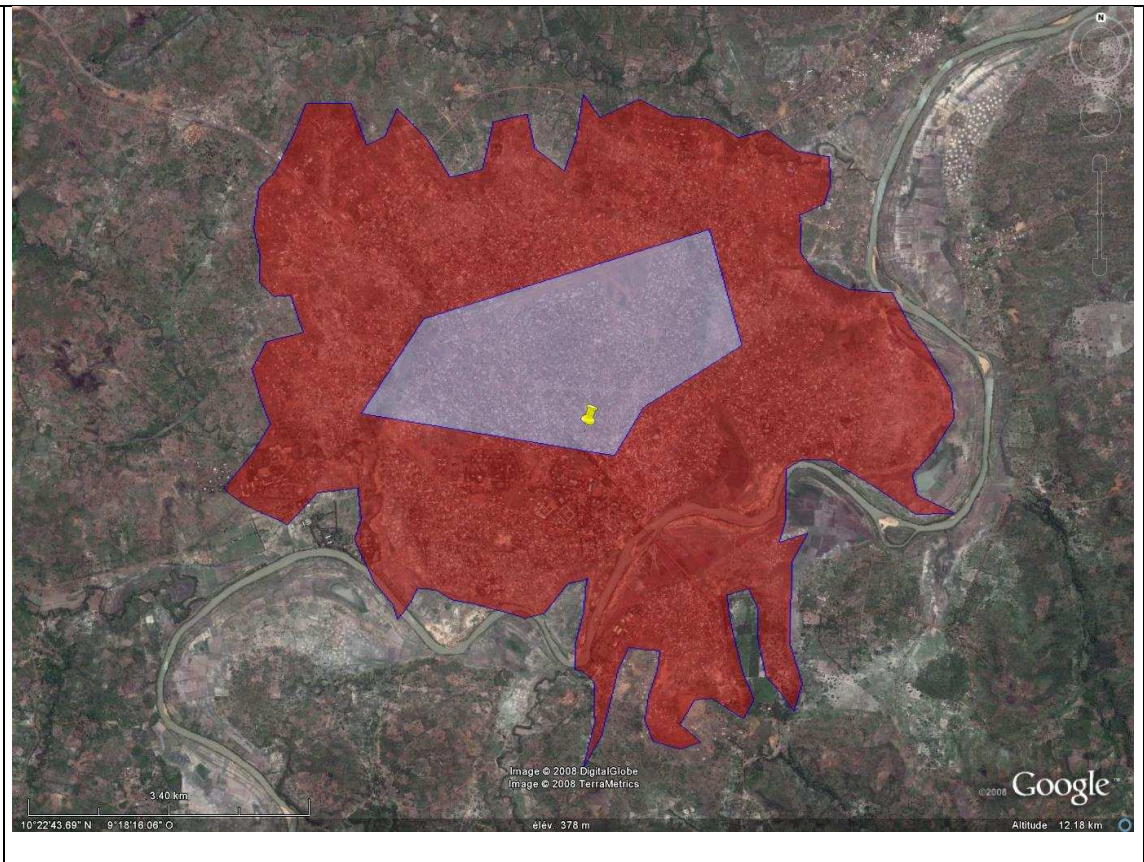 N
Image © 2008 DigitalGlobe
Image © 2008 TerraMetrics
©2008 Google™
3.40 km
10°22'43.69" N 9°18'16.06" O élév. 378 m Altitude 12.18 km